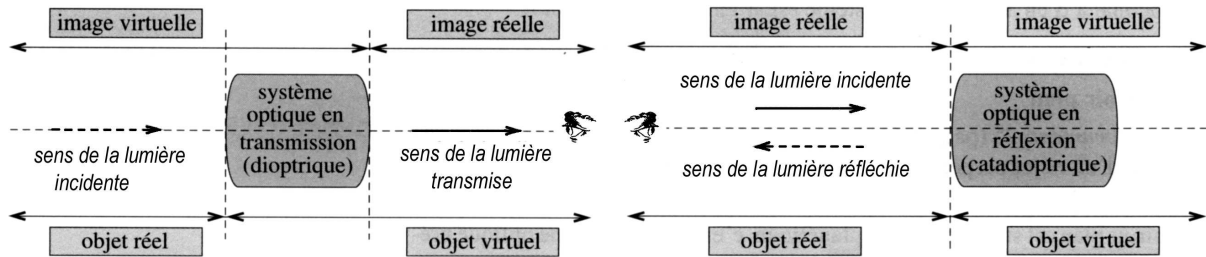 image virtuelle
image réelle
système
optique en
transmission
(dioptrique)
sens de la lumière
incidente
sens de la lumière
transmise
objet réel
objet virtuel
image réelle
image virtuelle
sens de la lumière incidente
sens de la lumière réfléchie
système
optique en
réflexion
(catadioptrique)
objet réel
objet virtuel